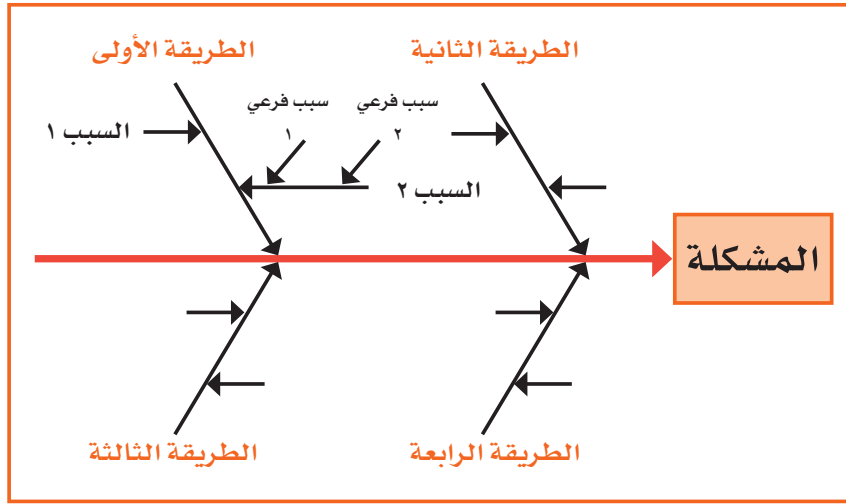 الطريقة الثانية
الطريقة الأولى
سبب فرعي
٢
سبب فرعي
١
السبب ١
السبب ٢
المشكلة
الطريقة الرابعة
الطريقة الثالثة